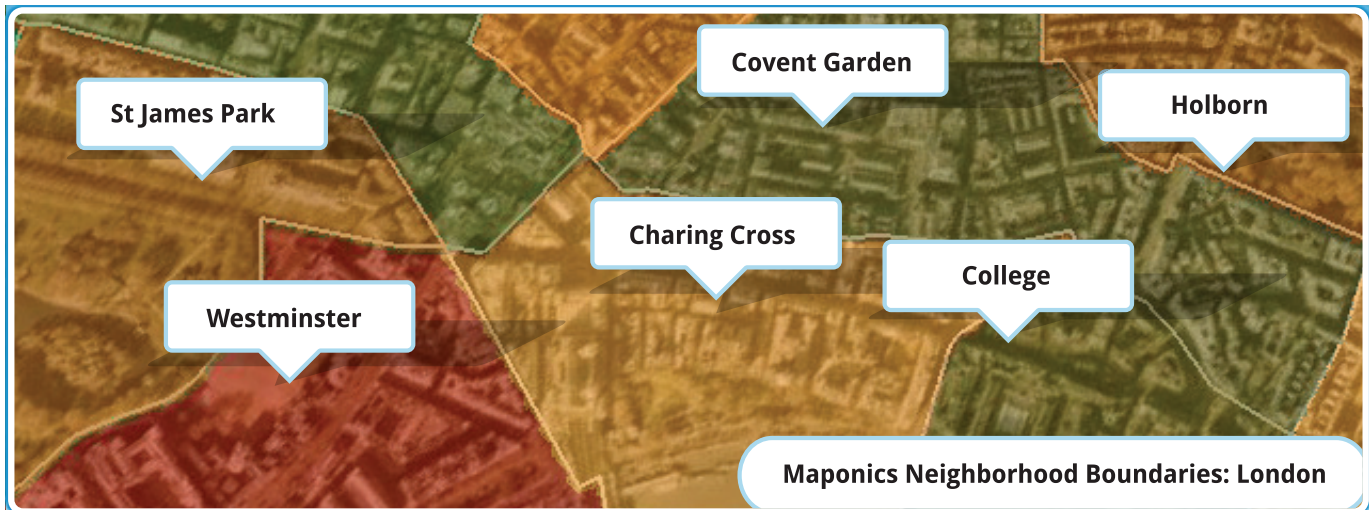 Covent Garden
Holborn
St James Park
Charing Cross
College
Westminster
Maponics Neighborhood Boundaries: London